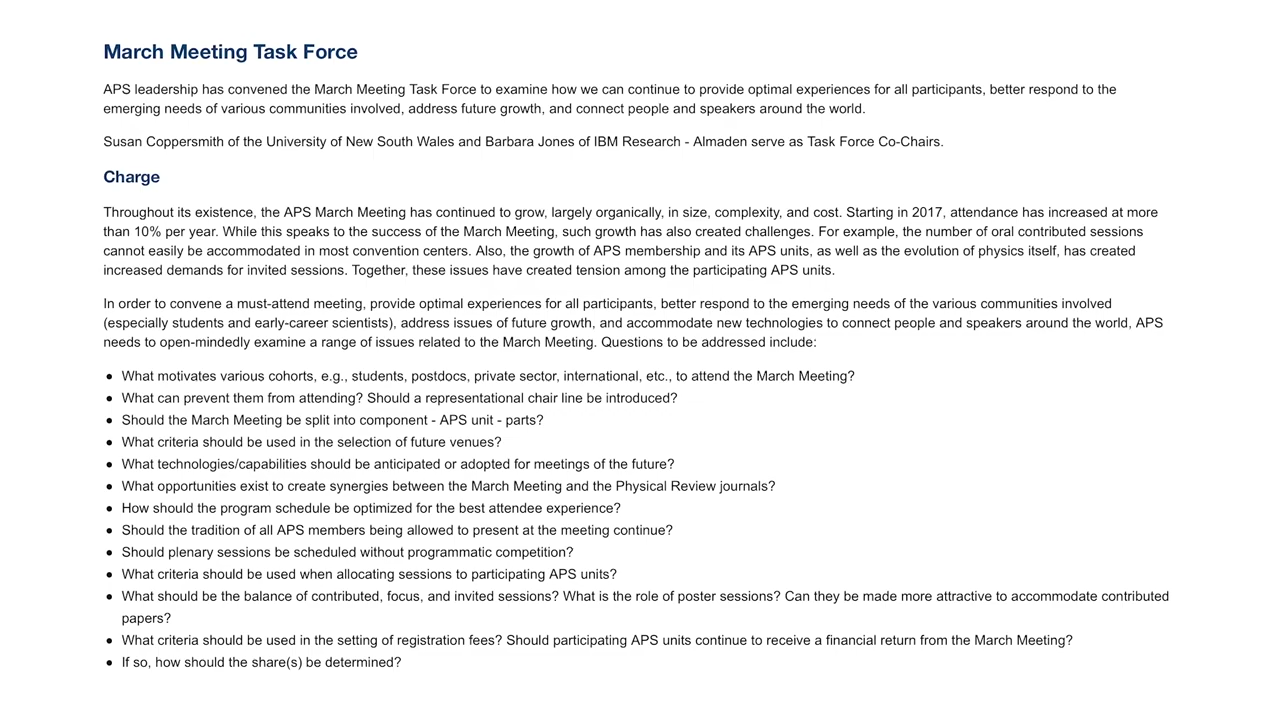 March Meeting Task Force
APS leadership has convened the March Meeting Task Force to examine how we can continue to provide optimal experiences for all participants, better respond to the
emerging needs of various communities involved, address future growth, and connect people and speakers around the world.
Susan Coppersmith of the University of New South Wales and Barbara Jones of IBM Research - Almaden serve as Task Force Co-Chairs.
Charge
Throughout its existence, the APS March Meeting has continued to grow, largely organically, in size, complexity, and cost. Starting in 2017, attendance has increased at more
than 10% per year. While this speaks to the success of the March Meeting, such growth has also created challenges. For example, the number of oral contributed sessions
cannot easily be accommodated in most convention centers. Also, the growth of APS membership and its APS units, as well as the evolution of physics itself, has created
increased demands for invited sessions. Together, these issues have created tension among the participating APS units.
In order to convene a must-attend meeting, provide optimal experiences for all participants, better respond to the emerging needs of the various communities involved
(especially students and early-career scientists), address issues of future growth, and accommodate new technologies to connect people and speakers around the world, APS
needs to open-mindedly examine a range of issues related to the March Meeting. Questions to be addressed include:
● What motivates various cohorts, e.g., students, postdocs, private sector, international, etc., to attend the March Meeting?
● What can prevent them from attending? Should a representational chair line be introduced?
● Should the March Meeting be split into component - APS unit - parts?
● What criteria should be used in the selection of future venues?
● What technologies/capabilities should be anticipated or adopted for meetings of the future?
● What opportunities exist to create synergies between the March Meeting and the Physical Review journals?
● How should the program schedule be optimized for the best attendee experience?
● Should the tradition of all APS members being allowed to present at the meeting continue?
● Should plenary sessions be scheduled without programmatic competition?
● What criteria should be used when allocating sessions to participating APS units?
● What should be the balance of contributed, focus, and invited sessions? What is the role of poster sessions? Can they be made more attractive to accommodate contributed
papers?
● What criteria should be used in the setting of registration fees? Should participating APS units continue to receive a financial return from the March Meeting?
● If so, how should the share(s) be determined?